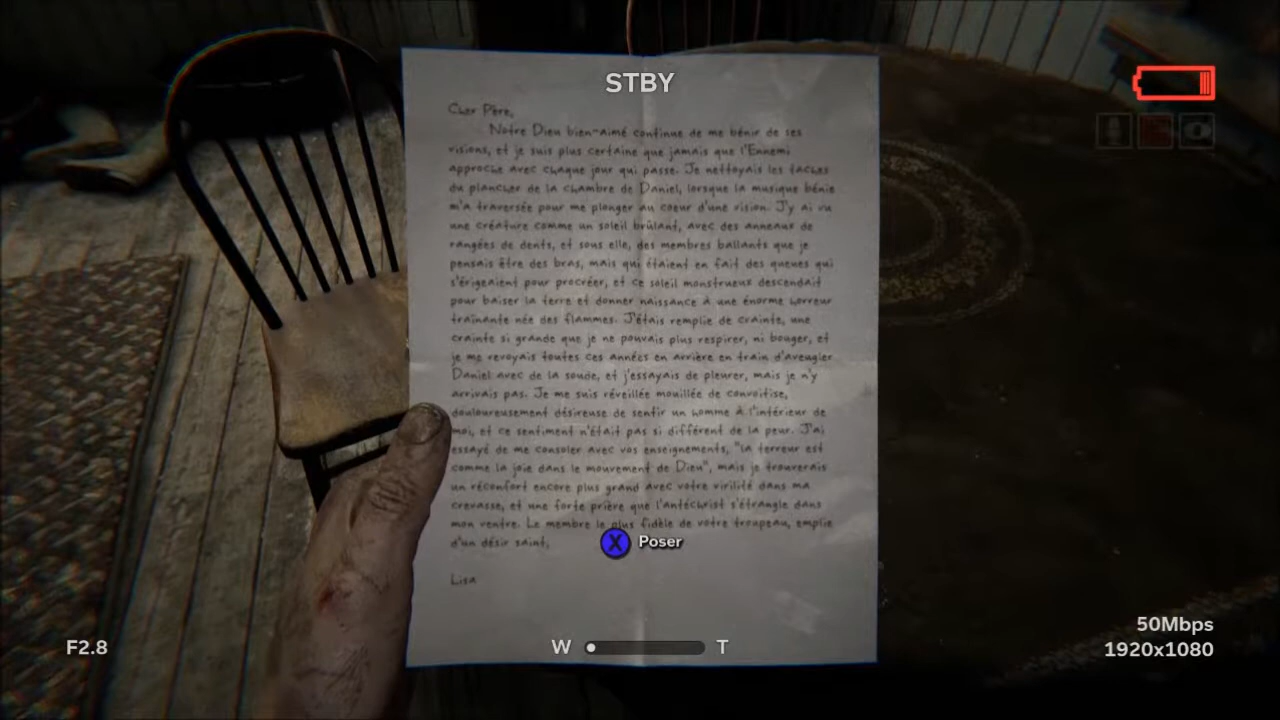 STBY
Cher Père,
Notre Dieu bien-aimé continue de me bénir de ses
visions, et je suis plus certaine que jamais que l'Ennemi
approche avec chaque jour qui passe. Je nettoyais les taches
du plancher de la chambre de Daniel, lorsque la musique bénie
m'a traversée pour me plonger au coeur d'une vision. J'y ai vu
une créature comme un soleil brûlant, avec des anneaux de
rangées de dents, et sous elle, des membres ballants que je
pensais être des bras, mais qui étaient en fait des queues qui
s'érigeaient pour procréer, et ce soleil monstrueux descendait
pour baiser la terre et donner naissance à une énorme horreur
traînante née des flammes. J'étais remplie de crainte, une
crainte si grande que je ne pouvais plus respirer, ni bouger, et
je me revoyais toutes ces années en arrière en train d'aveugler
Daniel avec de la soude, et j'essayais de pleurer, mais je n'y
arrivais pas. Je me suis réveillée mouillée de convoitise,
douloureusement désireuse de sentir un homme à l'intérieur de
moi, et ce sentiment n'était pas si différent de la peur. J'ai
essayé de me consoler avec vos enseignements, "la terreur est
comme la joie dans le mouvement de Dieu", mais je trouverais
un réconfort encore plus grand avec votre virilité dans ma
crevasse, et une forte prière que l'antéchrist s'étrangle dans
mon ventre. Le membre le plus fidèle de votre troupeau, emplie
d'un désir saint,
X Poser
Lisa
F2.8
W T
50Mbps
1920x1080